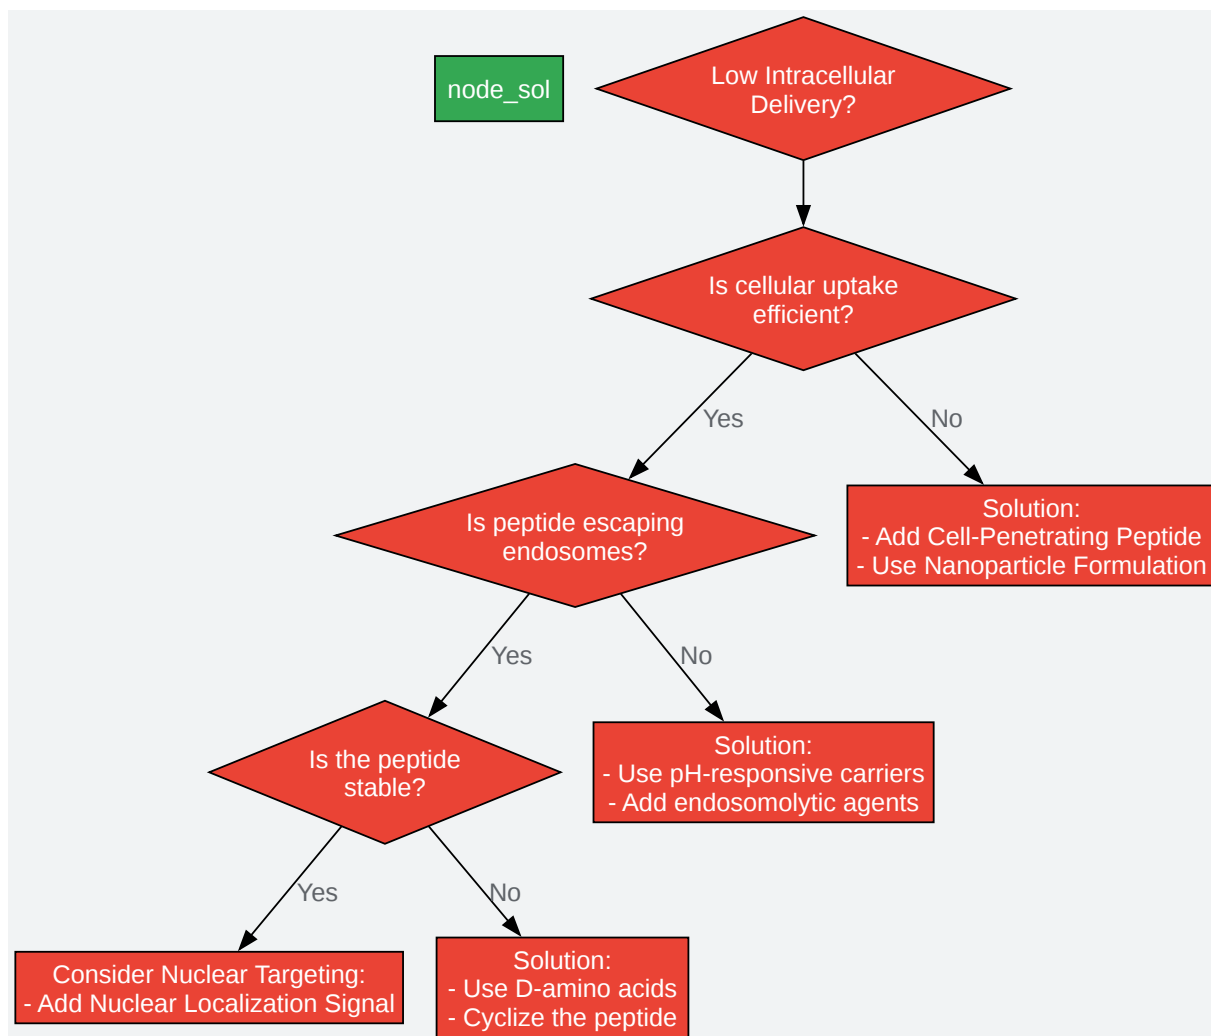 node_sol
Low Intracellular
Delivery?
Is cellular uptake
efficient?
Yes
No
Is peptide escaping
endosomes?
Solution:
- Add Cell-Penetrating Peptide
- Use Nanoparticle Formulation
Yes
No
Is the peptide
stable?
Solution:
- Use pH-responsive carriers
- Add endosomolytic agents
Yes
No
Consider Nuclear Targeting:
- Add Nuclear Localization Signal
Solution:
- Use D-amino acids
- Cyclize the peptide